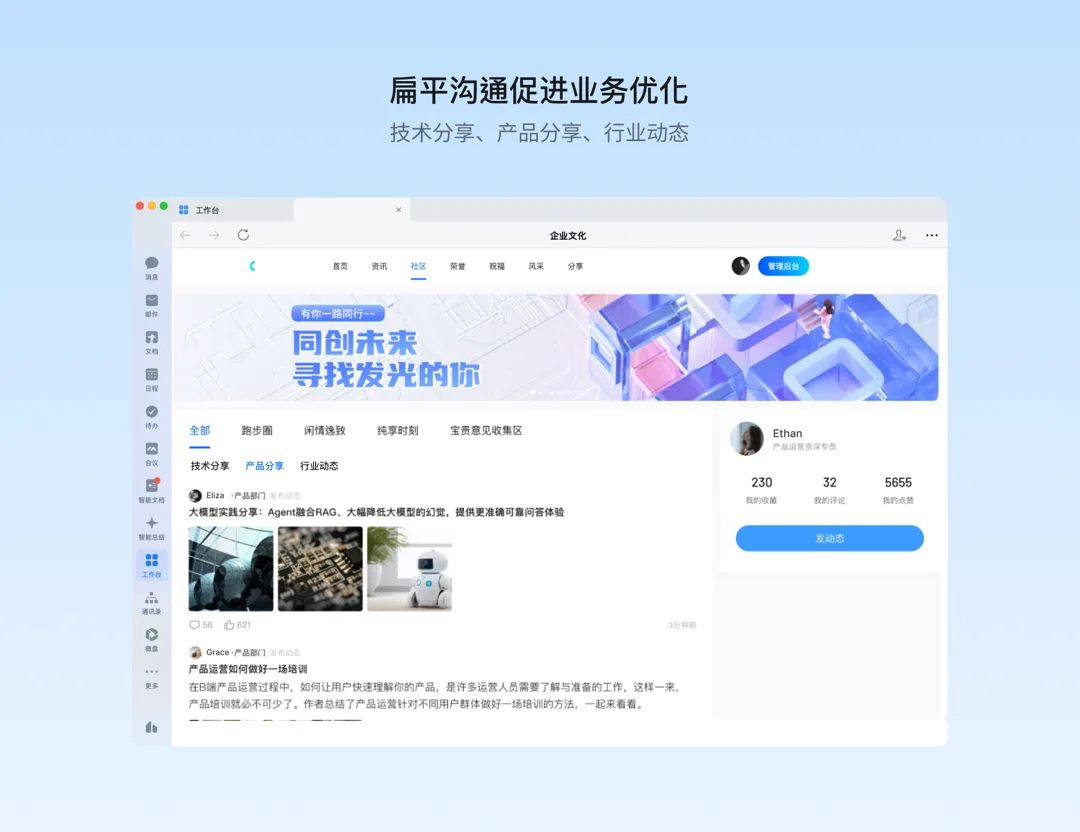 扁平沟通促进业务优化
技术分享、产品分享、行业动态
工作台
企业文化
消息
邮件
文档
日程
待办
会议
智能文档
智能总结
工作台
通讯录
微盘
更多
首页 资讯 社区 荣誉 祝福 风采 分享
管理后台
有你一路同行~~
同创未来
寻找发光的你
全部 跑步圈 闲情逸致 纯享时刻 宝贵意见收集区
技术分享 产品分享 行业动态
Eliza ·产品部门 发布动态
大模型实践分享：Agent融合RAG、大幅降低大模型的幻觉，提供更准确可靠问答体验
56 621
3分钟前
Grace ·产品部门 发布动态
产品运营如何做好一场培训
在B端产品运营过程中，如何让用户快速理解你的产品，是许多运营人员需要了解与准备的工作，这样一来，
产品培训就必不可少了。作者总结了产品运营针对不同用户群体做好一场培训的方法，一起来看看。
Ethan
产品运营资深专员
230 32 5655
我的收藏 我的评论 我的点赞
发动态